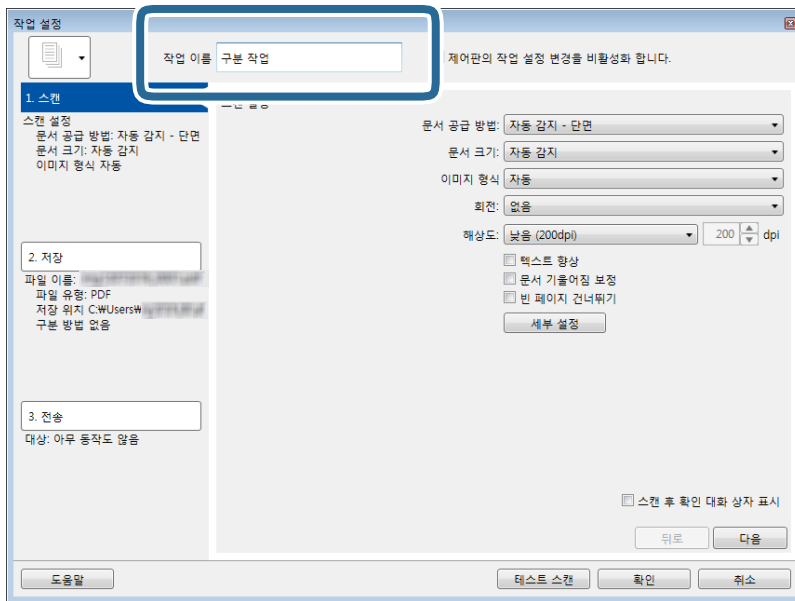 작업 설정
작업 이름 구분 작업
제어판의 작업 설정 변경을 비활성화 합니다.
1. 스캔
스캔 설정
문서 공급 방법: 자동 감지 - 단면
문서 크기: 자동 감지
이미지 형식 자동
2. 저장
파일 이름:
파일 유형: PDF
저장 위치 C:₩Users₩
구분 방법 없음
3. 전송
대상: 아무 동작도 않음
스캔 설정
문서 공급 방법: 자동 감지 - 단면
문서 크기: 자동 감지
이미지 형식 자동
회전: 없음
해상도: 낮음 (200dpi) 200 dpi
텍스트 향상
문서 기울어짐 보정
빈 페이지 건너뛰기
세부 설정
스캔 후 확인 대화 상자 표시
뒤로 다음
도움말 테스트 스캔 확인 취소